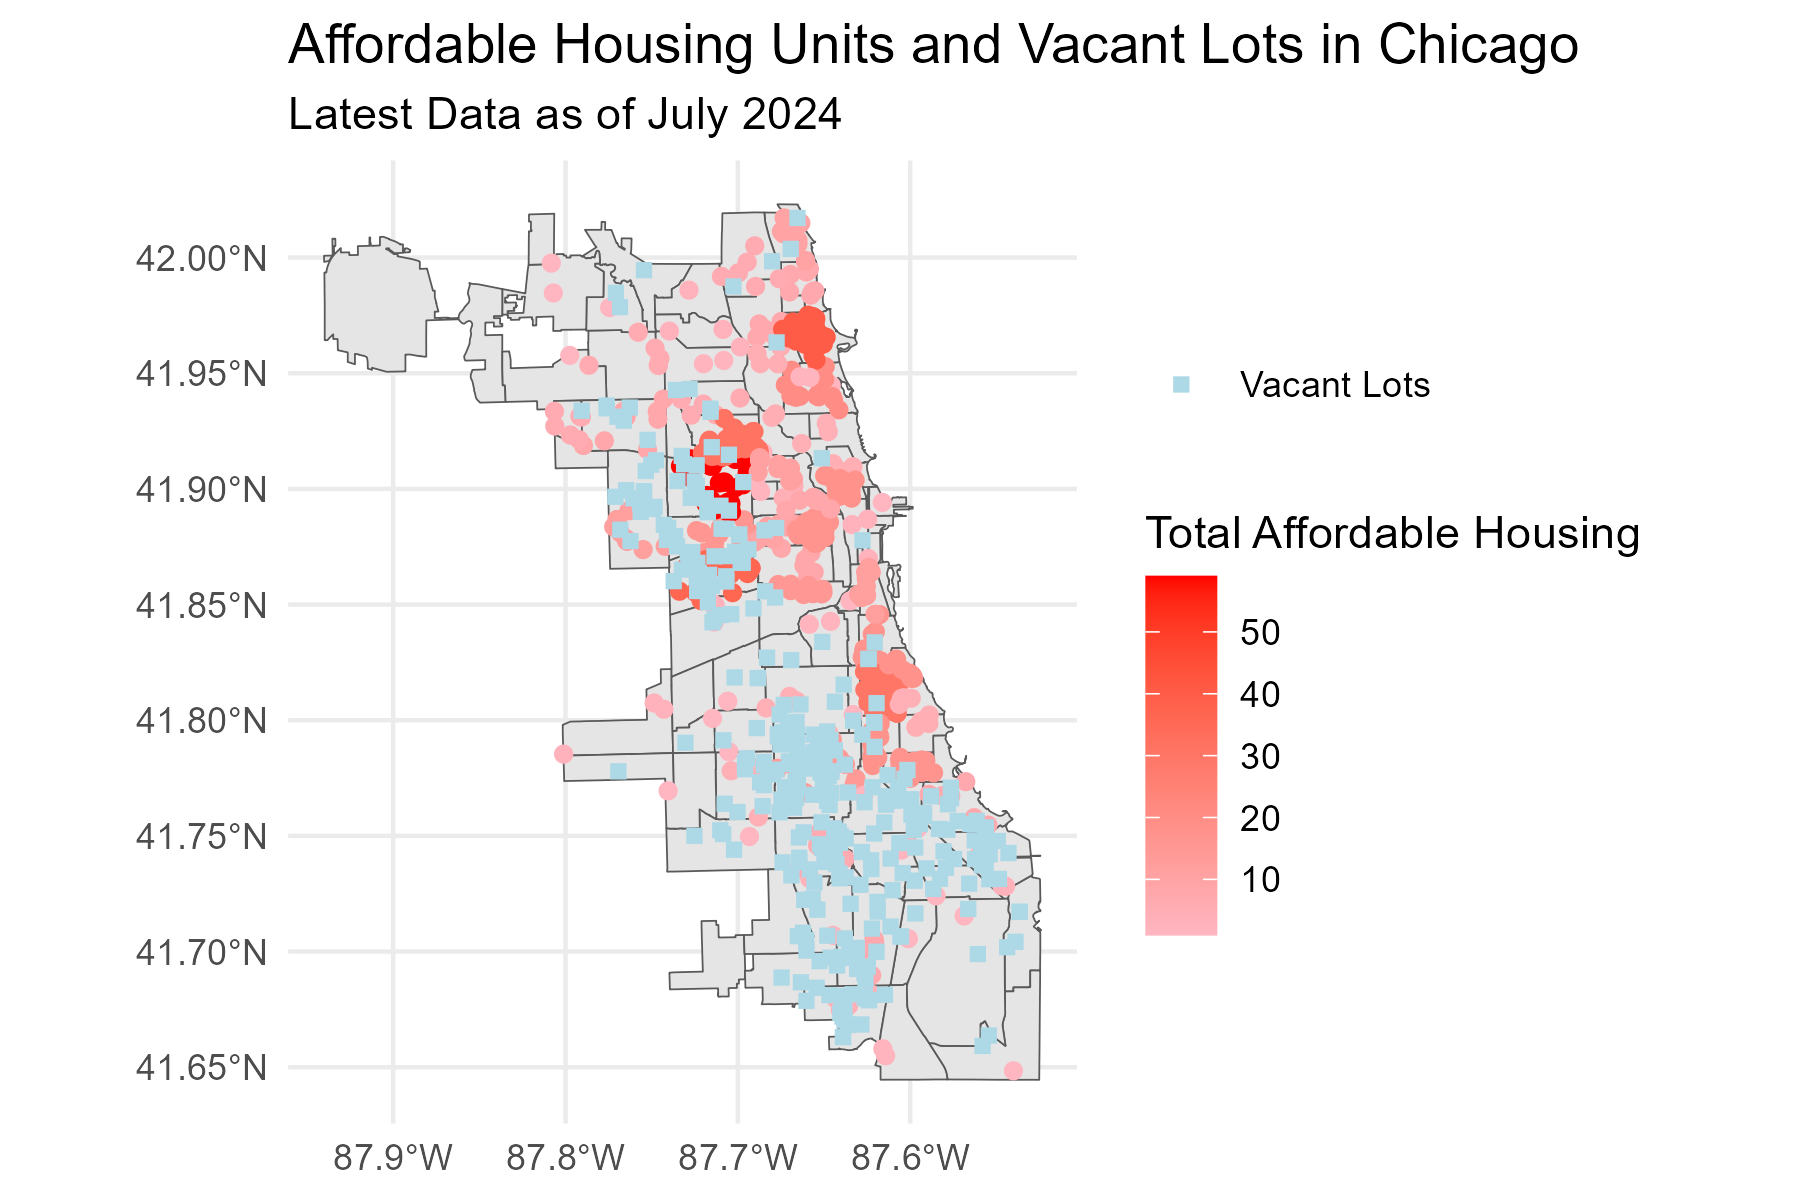 Affordable Housing Units and Vacant Lots in Chicago
Latest Data as of July 2024
42.00°N
41.95°N
41.90°N
41.85°N
41.80°N
41.75°N
41.70°N
41.65°N
87.9°W
87.8°W
87.7°W
87.6°W
Vacant Lots
Total Affordable Housing
50
40
30
20
10